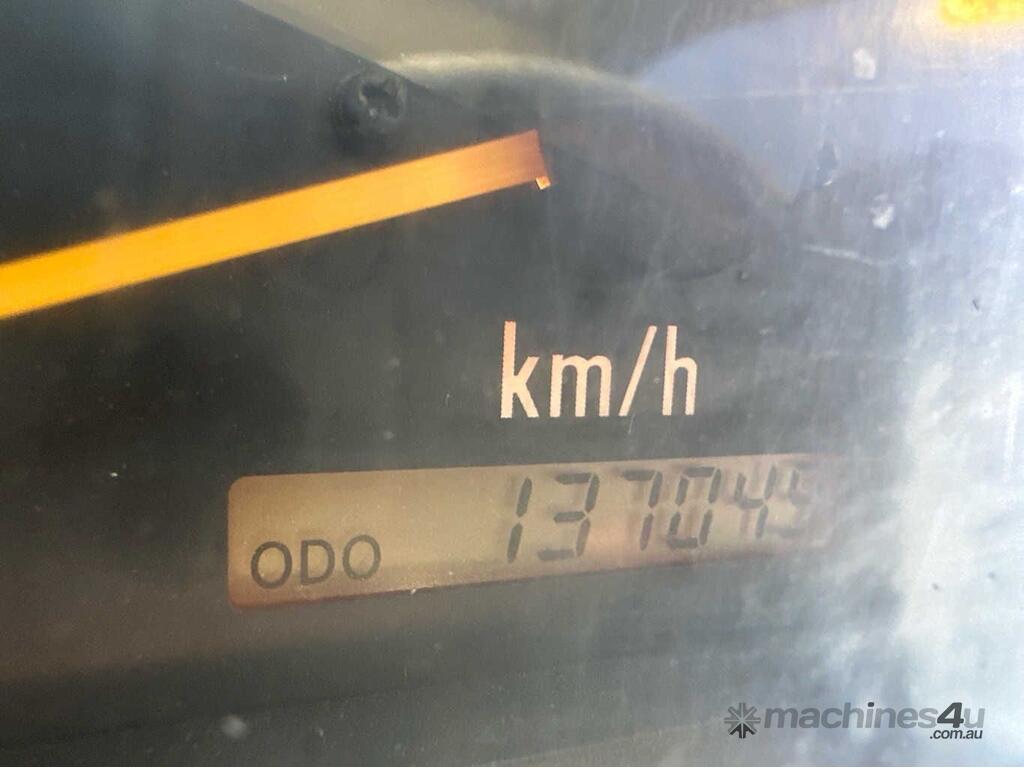 km/h
ODO 137045
machines4u
.com.au